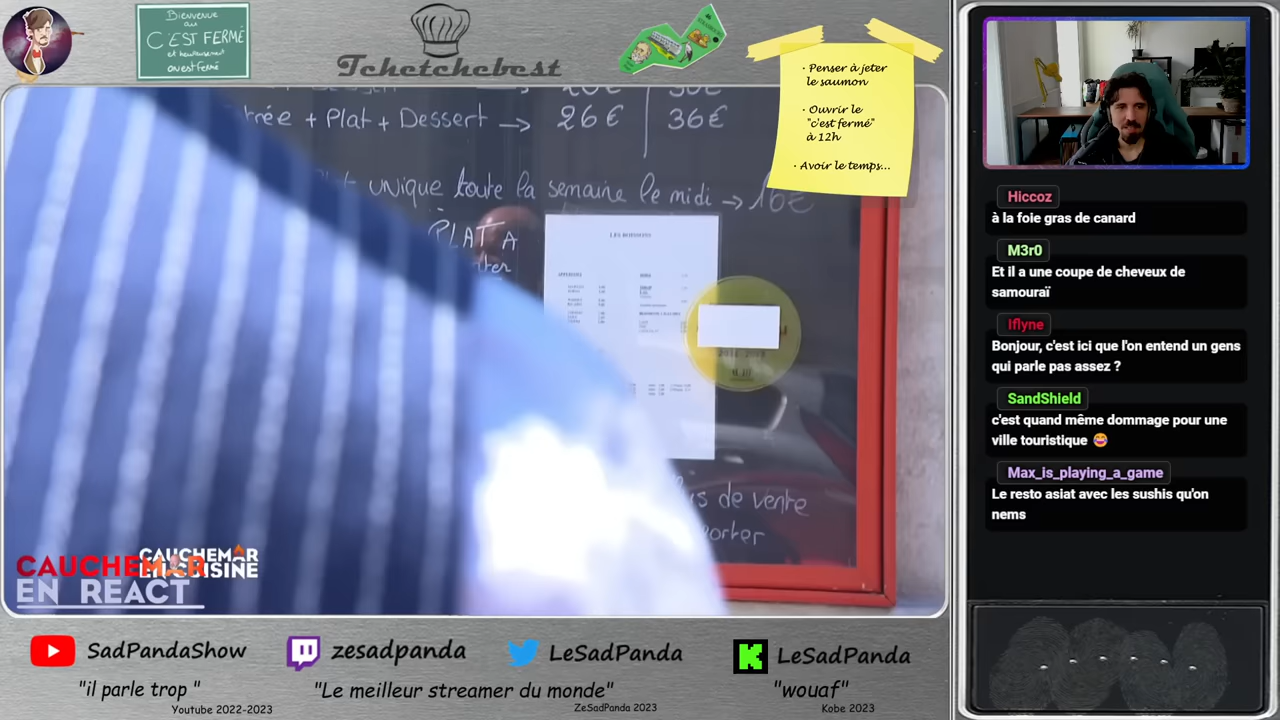 Bienvenue
au
C'EST FERMÉ
et heureusement
ouvest fermé
Tchetchebest
• Penser à jeter
le saumon
• Ouvrir le
"c'est fermé"
à 12h
• Avoir le temps...
trée + Plat + Dessert → 26€ 36€
unique toute la semaine le midi → 16€
PLAT A
LES BOISSONS
de vente
porter
CAUCHEMAR
EN REACT
CAUCHEMAR
EN CUISINE
Hiccoz
à la foie gras de canard
M3r0
Et il a une coupe de cheveux de
samouraï
Iflyne
Bonjour, c'est ici que l'on entend un gens
qui parle pas assez ?
SandShield
c'est quand même dommage pour une
ville touristique 😂
Max_is_playing_a_game
Le resto asiat avec les sushis qu'on
nems
SadPandaShow
"il parle trop "
Youtube 2022-2023
zesadpanda
LeSadPanda
"Le meilleur streamer du monde"
ZeSadPanda 2023
LeSadPanda
"wouaf"
Kobe 2023